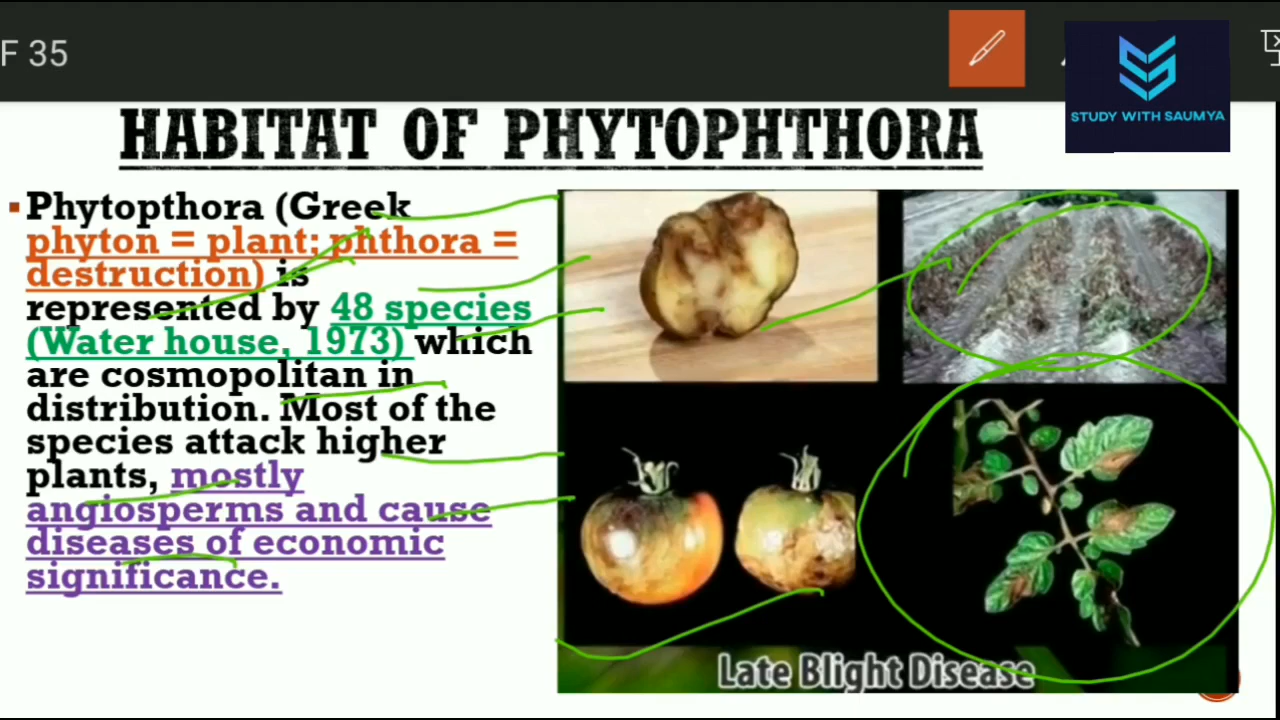 F 35
STUDY WITH SAUMYA
HABITAT OF PHYTOPHTHORA
Phytopthora (Greek
phyton = plant; phthora =
destruction) is
represented by 48 species
(Water house, 1973) which
are cosmopolitan in
distribution. Most of the
species attack higher
plants, mostly
angiosperms and cause
diseases of economic
significance.
Late Blight Disease